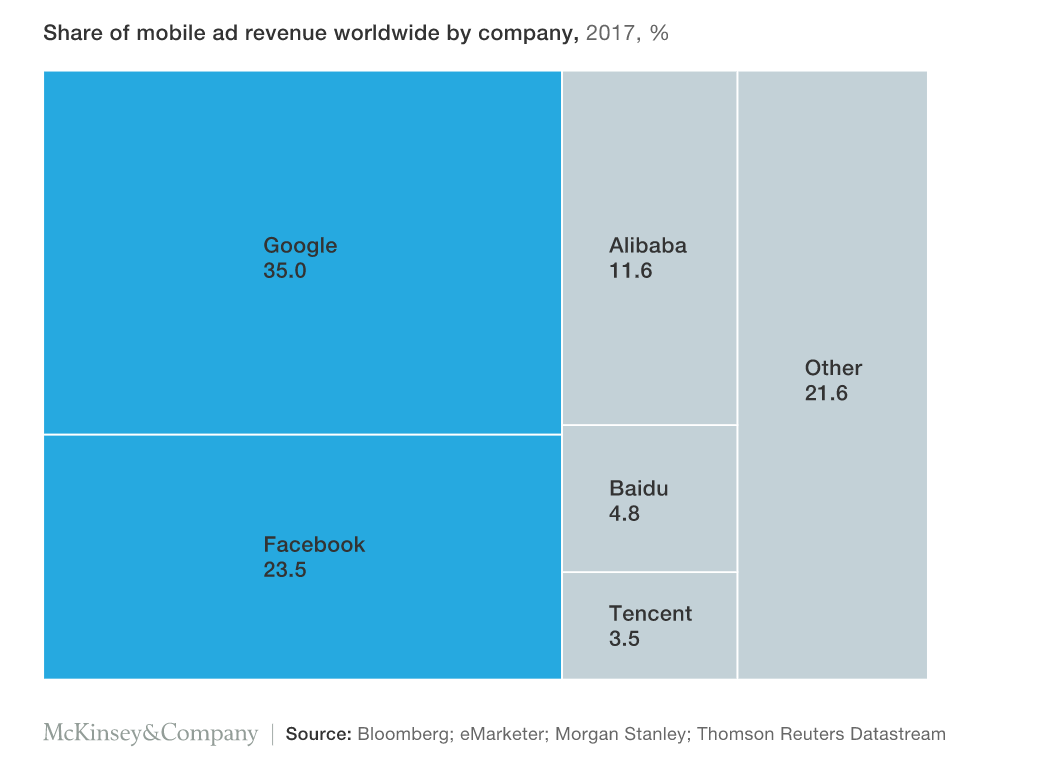 Share of mobile ad revenue worldwide by company, 2017, %
Google
35.0
Facebook
23.5
Alibaba
11.6
Baidu
4.8
Tencent
3.5
Other
21.6
McKinsey&Company | Source: Bloomberg; eMarketer; Morgan Stanley; Thomson Reuters Datastream